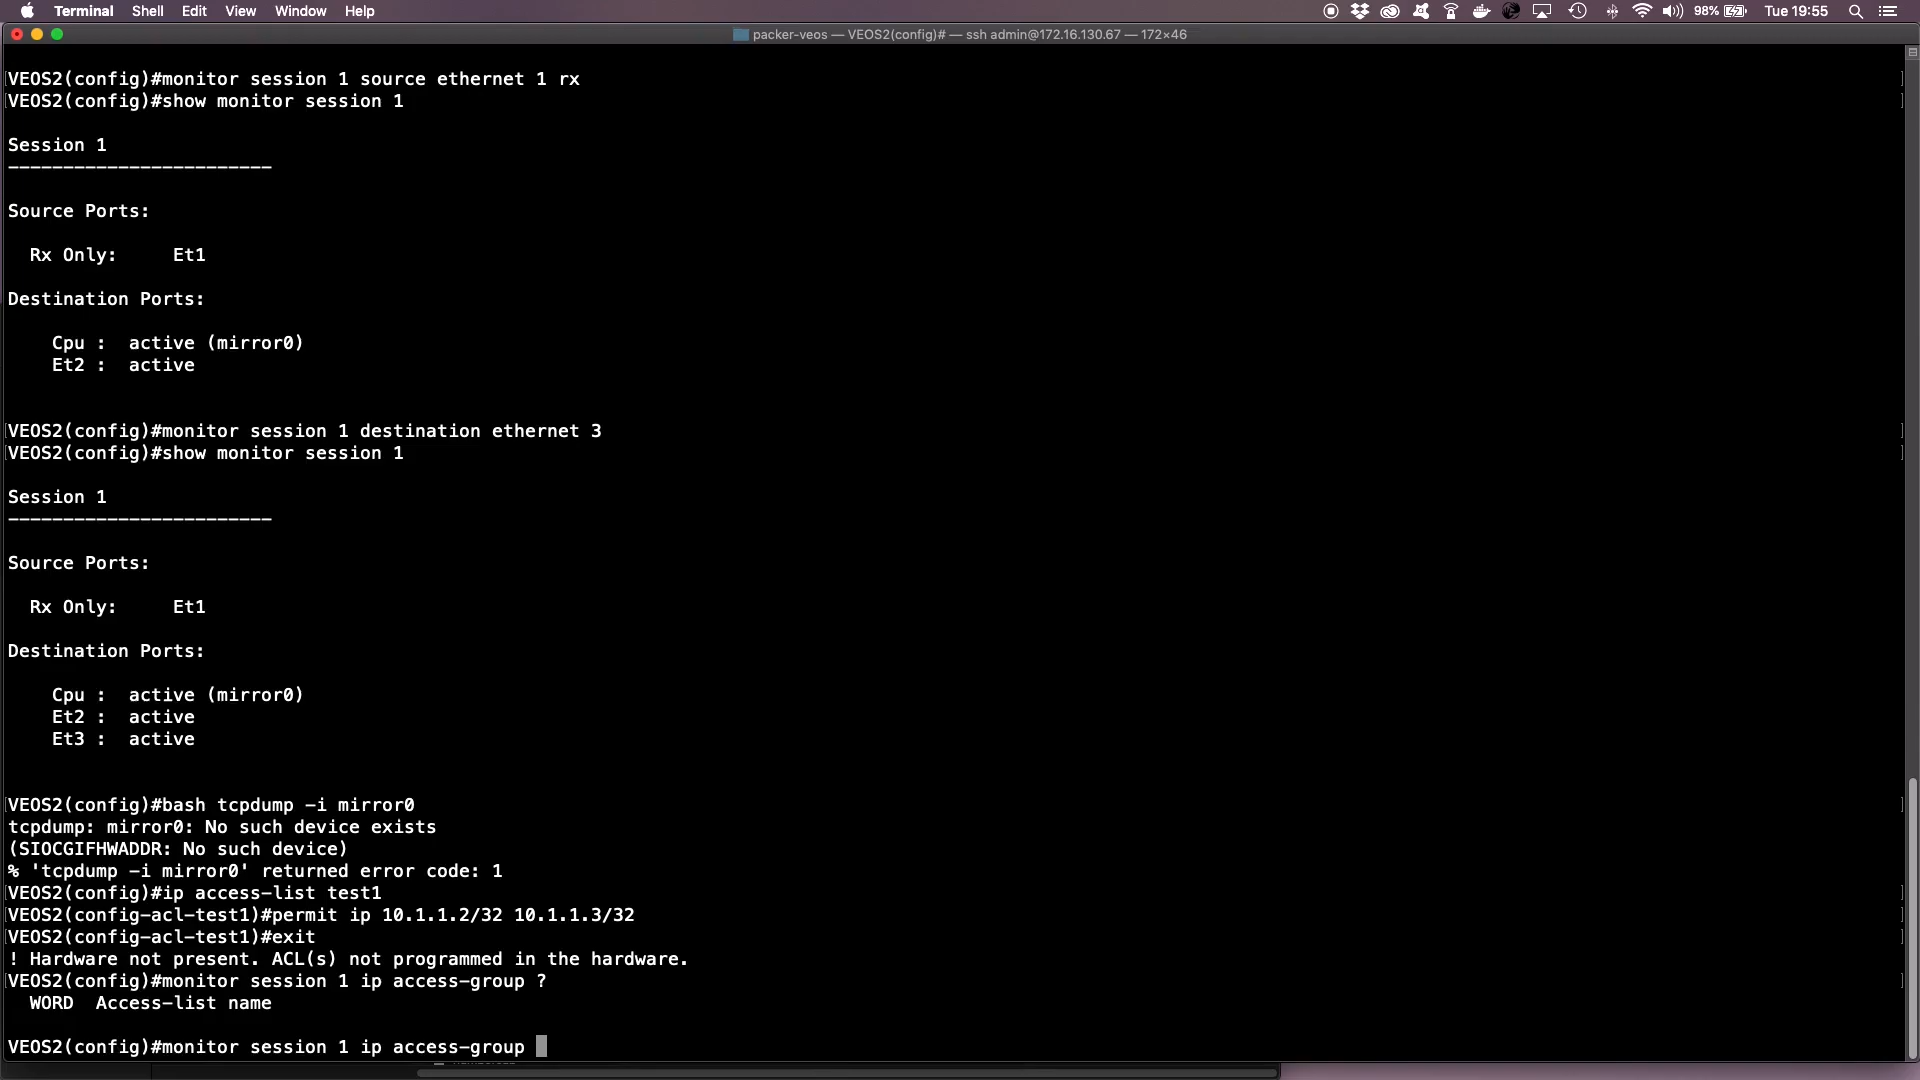 Terminal Shell Edit View Window Help 98% Tue 19:55
packer-veos — VEOS2(config)# — ssh admin@172.16.130.67 — 172×46
VEOS2(config)#monitor session 1 source ethernet 1 rx
VEOS2(config)#show monitor session 1
Session 1
------------------------
Source Ports:
Rx Only: Et1
Destination Ports:
Cpu : active (mirror0)
Et2 : active
VEOS2(config)#monitor session 1 destination ethernet 3
VEOS2(config)#show monitor session 1
Session 1
------------------------
Source Ports:
Rx Only: Et1
Destination Ports:
Cpu : active (mirror0)
Et2 : active
Et3 : active
VEOS2(config)#bash tcpdump -i mirror0
tcpdump: mirror0: No such device exists
(SIOCGIFHWADDR: No such device)
% 'tcpdump -i mirror0' returned error code: 1
VEOS2(config)#ip access-list test1
VEOS2(config-acl-test1)#permit ip 10.1.1.2/32 10.1.1.3/32
VEOS2(config-acl-test1)#exit
! Hardware not present. ACL(s) not programmed in the hardware.
VEOS2(config)#monitor session 1 ip access-group ?
WORD Access-list name
VEOS2(config)#monitor session 1 ip access-group